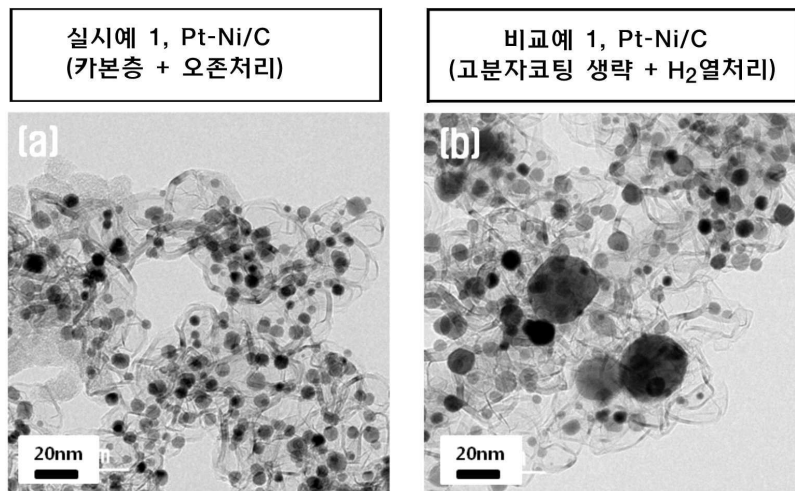 실시예 1, Pt-Ni/C
(카본층 + 오존처리)
비교예 1, Pt-Ni/C
(고분자코팅 생략 + H₂열처리)
(a)
(b)
20nm
20nm